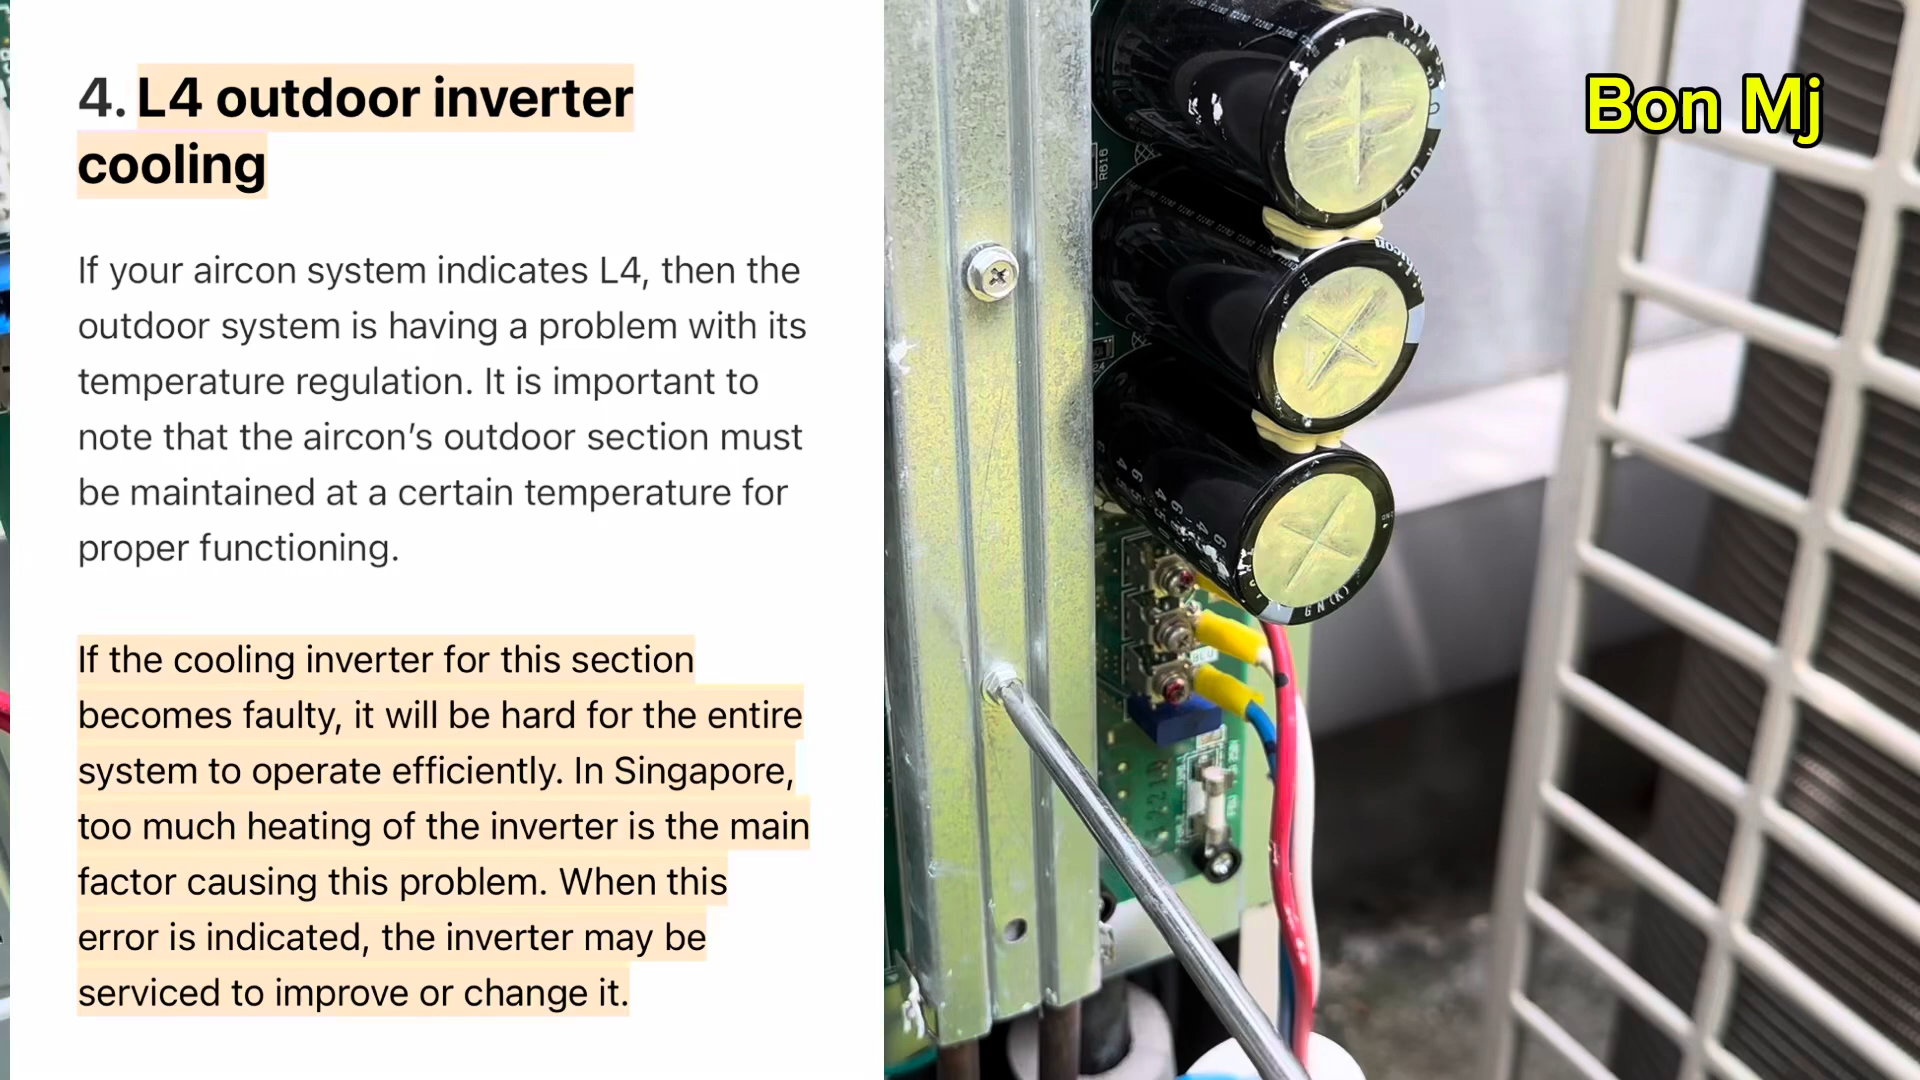 4. L4 outdoor inverter
cooling
If your aircon system indicates L4, then the
outdoor system is having a problem with its
temperature regulation. It is important to
note that the aircon’s outdoor section must
be maintained at a certain temperature for
proper functioning.
If the cooling inverter for this section
becomes faulty, it will be hard for the entire
system to operate efficiently. In Singapore,
too much heating of the inverter is the main
factor causing this problem. When this
error is indicated, the inverter may be
serviced to improve or change it.
Bon Mj
R616